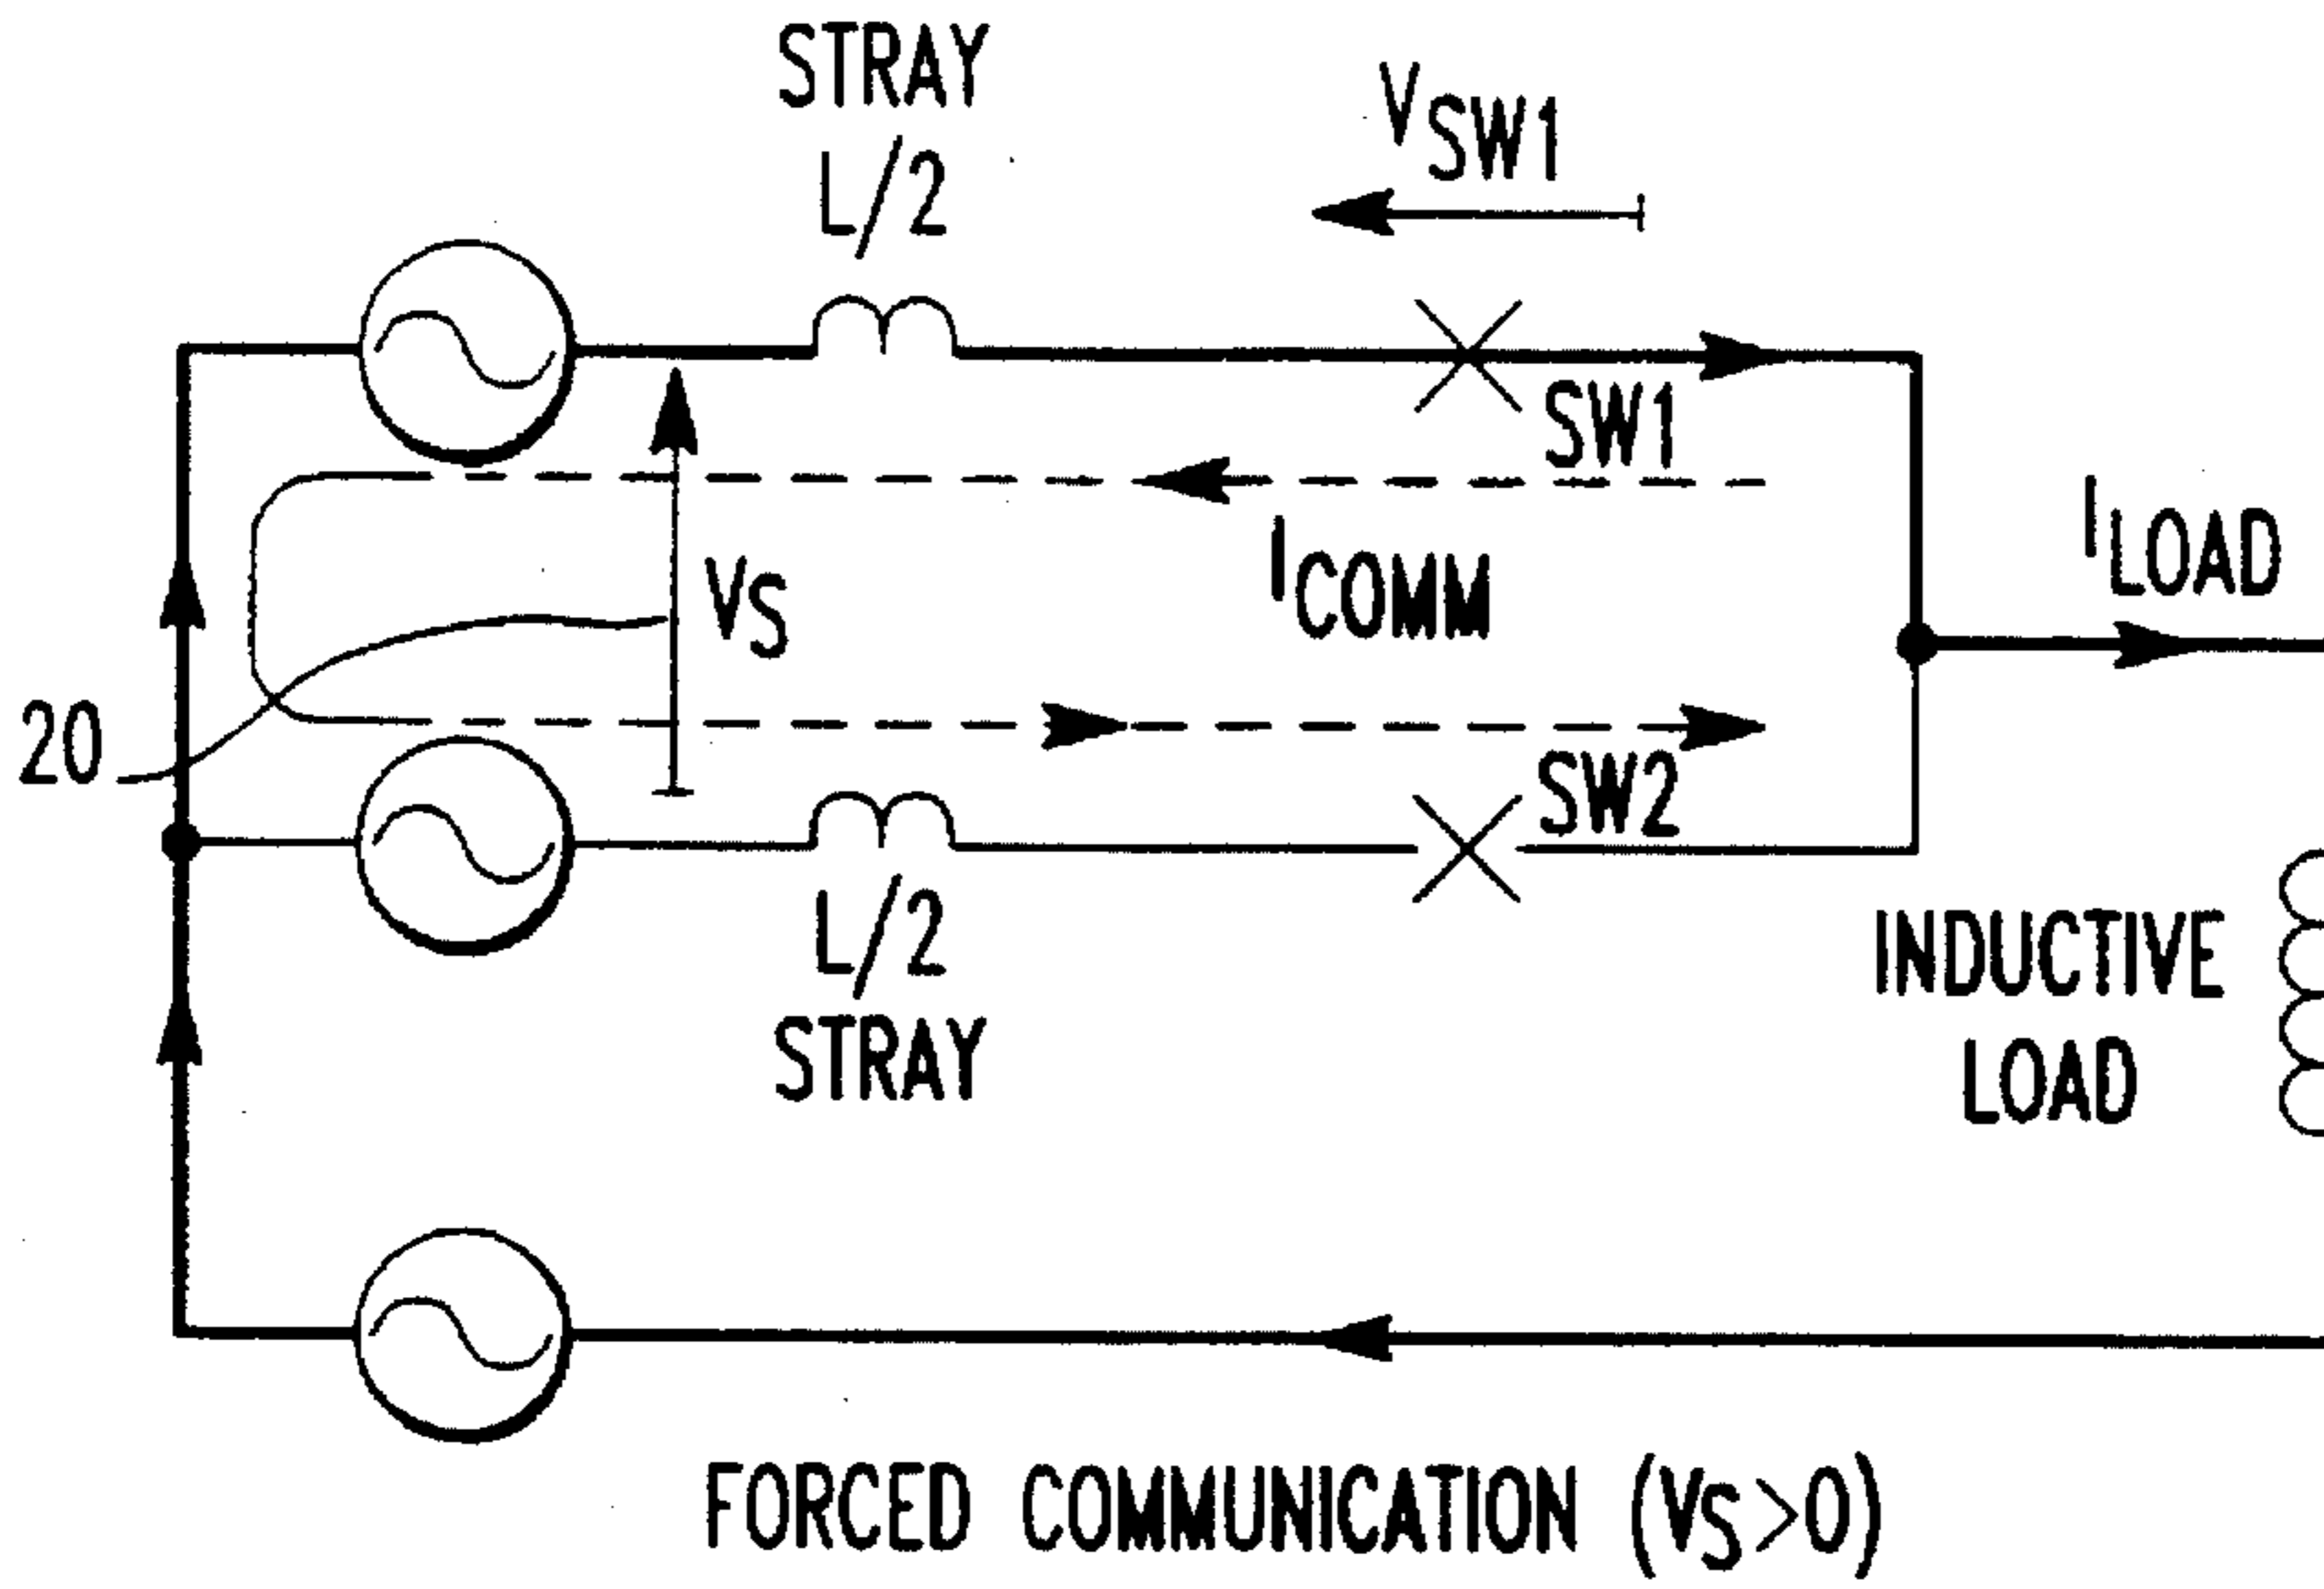 STRAY
L/2
VSW1
SW1
ICOMM
ILOAD
VS
20
SW2
L/2
STRAY
INDUCTIVE
LOAD
FORCED COMMUNICATION (VS>0)